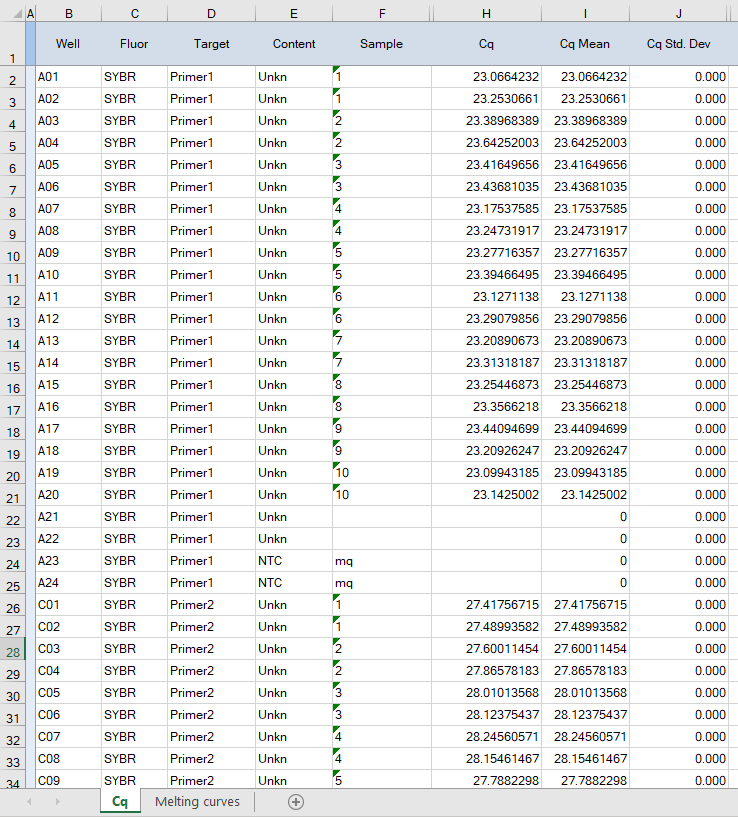 A B C D E F H I J
1 Well Fluor Target Content Sample Cq Cq Mean Cq Std. Dev
2 A01 SYBR Primer1 Unkn 1 23.0664232 23.0664232 0.000
3 A02 SYBR Primer1 Unkn 1 23.2530661 23.2530661 0.000
4 A03 SYBR Primer1 Unkn 2 23.38968389 23.38968389 0.000
5 A04 SYBR Primer1 Unkn 2 23.64252003 23.64252003 0.000
6 A05 SYBR Primer1 Unkn 3 23.41649656 23.41649656 0.000
7 A06 SYBR Primer1 Unkn 3 23.43681035 23.43681035 0.000
8 A07 SYBR Primer1 Unkn 4 23.17537585 23.17537585 0.000
9 A08 SYBR Primer1 Unkn 4 23.24731917 23.24731917 0.000
10 A09 SYBR Primer1 Unkn 5 23.27716357 23.27716357 0.000
11 A10 SYBR Primer1 Unkn 5 23.39466495 23.39466495 0.000
12 A11 SYBR Primer1 Unkn 6 23.1271138 23.1271138 0.000
13 A12 SYBR Primer1 Unkn 6 23.29079856 23.29079856 0.000
14 A13 SYBR Primer1 Unkn 7 23.20890673 23.20890673 0.000
15 A14 SYBR Primer1 Unkn 7 23.31318187 23.31318187 0.000
16 A15 SYBR Primer1 Unkn 8 23.25446873 23.25446873 0.000
17 A16 SYBR Primer1 Unkn 8 23.3566218 23.3566218 0.000
18 A17 SYBR Primer1 Unkn 9 23.44094699 23.44094699 0.000
19 A18 SYBR Primer1 Unkn 9 23.20926247 23.20926247 0.000
20 A19 SYBR Primer1 Unkn 10 23.09943185 23.09943185 0.000
21 A20 SYBR Primer1 Unkn 10 23.1425002 23.1425002 0.000
22 A21 SYBR Primer1 Unkn 0 0.000
23 A22 SYBR Primer1 Unkn 0 0.000
24 A23 SYBR Primer1 NTC mq 0 0.000
25 A24 SYBR Primer1 NTC mq 0 0.000
26 C01 SYBR Primer2 Unkn 1 27.41756715 27.41756715 0.000
27 C02 SYBR Primer2 Unkn 1 27.48993582 27.48993582 0.000
28 C03 SYBR Primer2 Unkn 2 27.60011454 27.60011454 0.000
29 C04 SYBR Primer2 Unkn 2 27.86578183 27.86578183 0.000
30 C05 SYBR Primer2 Unkn 3 28.01013568 28.01013568 0.000
31 C06 SYBR Primer2 Unkn 3 28.12375437 28.12375437 0.000
32 C07 SYBR Primer2 Unkn 4 28.24560571 28.24560571 0.000
33 C08 SYBR Primer2 Unkn 4 28.15461467 28.15461467 0.000
34 C09 SYBR Primer2 Unkn 5 27.7882298 27.7882298 0.000
Cq Melting curves